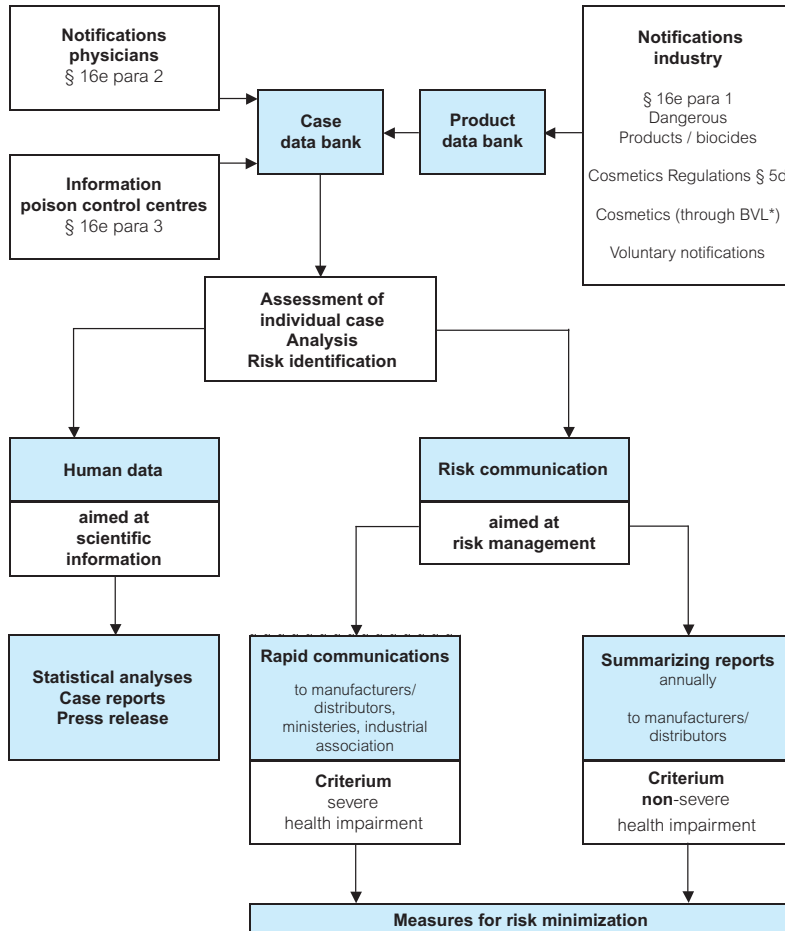 Notifications
physicians
§ 16e para 2
Information
poison control centres
§ 16e para 3
Case
data bank
Product
data bank
Notifications
industry
§ 16e para 1
Dangerous
Products / biocides
Cosmetics Regulations § 5d
Cosmetics (through BVL*)
Voluntary notifications
Assessment of
individual case
Analysis
Risk identification
Human data
aimed at
scientific
information
Statistical analyses
Case reports
Press release
Risk communication
aimed at
risk management
Rapid communications
to manufacturers/
distributors,
ministeries, industrial
association
Criterium
severe
health impairment
Summarizing reports
annually
to manufacturers/
distributors
Criterium
non-severe
health impairment
Measures for risk minimization